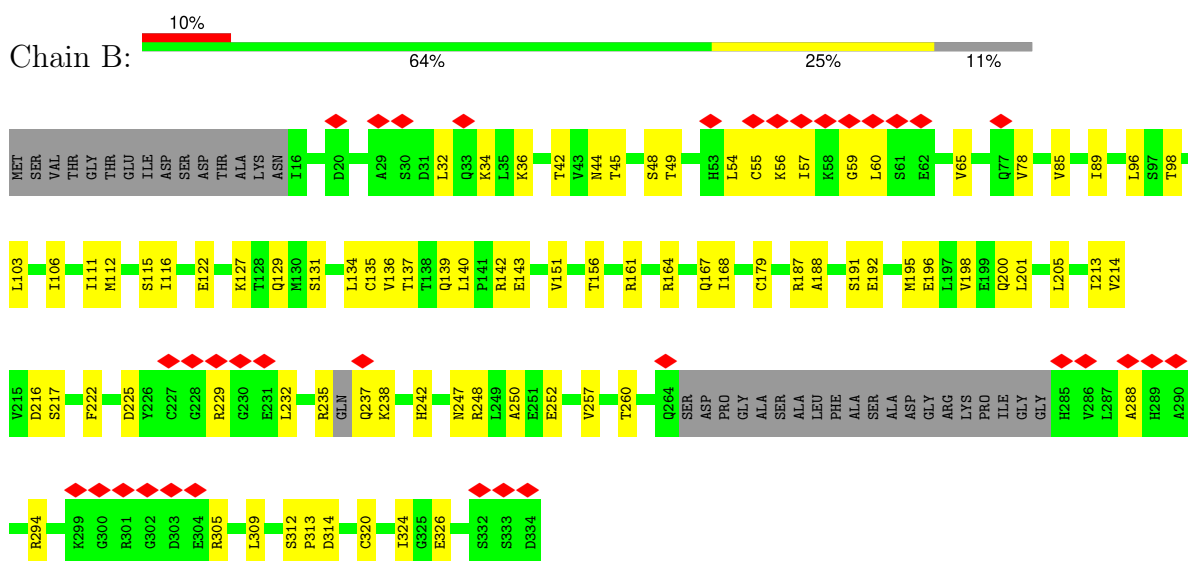 10%
Chain B:
64% 25% 11%
MET SER VAL THR GLY THR GLU ILE ASP SER ASP THR ALA LYS ASN I16 D20 A29 S30 D31 L32 Q33 K34 L35 K36 T42 V43 N44 T45 S48 T49 H53 L54 C55 K56 I57 K58 G59 L60 S61 E62 V65 Q77 V78 V85 I89 L96 S97 T98
L103 I106 I111 M112 S115 I116 E122 K127 T128 Q129 M130 S131 L134 C135 V136 T137 T138 Q139 L140 P141 R142 E143 V151 T156 R161 R164 Q167 I168 C179 R187 A188 S191 E192 M195 E196 L197 V198 E199 Q200 L201 L205 I213 V214
V215 D216 S217 F222 D225 Y226 C227 G228 R229 G230 E231 L232 R235 GLN Q237 K238 H242 N247 R248 L249 A250 E251 E252 V257 T260 Q264 SER ASP PRO GLY ALA SER ALA LEU PHE ALA SER ALA ASP GLY ARG LYS PRO ILE GLY GLY H285 V286 L287 A288 H289 A290
R294 K299 G300 R301 G302 D303 E304 R305 L309 S312 P313 D314 C320 I324 G325 E326 S332 S333 D334